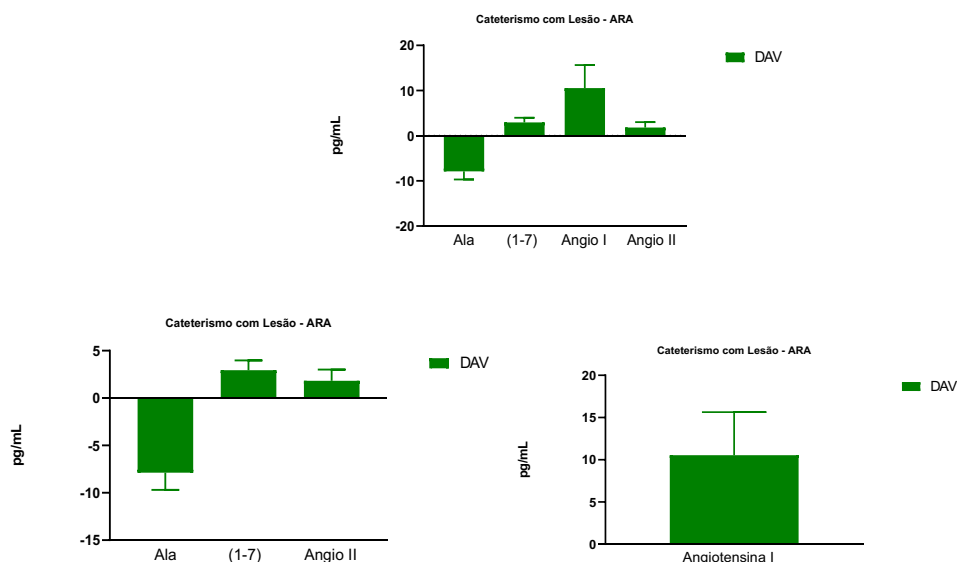 Cateterismo com Lesão - ARA
DAV
pg/mL
20
10
0
-10
-20
Ala (1-7) Angio I Angio II
Cateterismo com Lesão - ARA
DAV
pg/mL
5
0
-5
-10
-15
Ala (1-7) Angio II
Cateterismo com Lesão - ARA
DAV
pg/mL
20
15
10
5
0
Angiotensina I